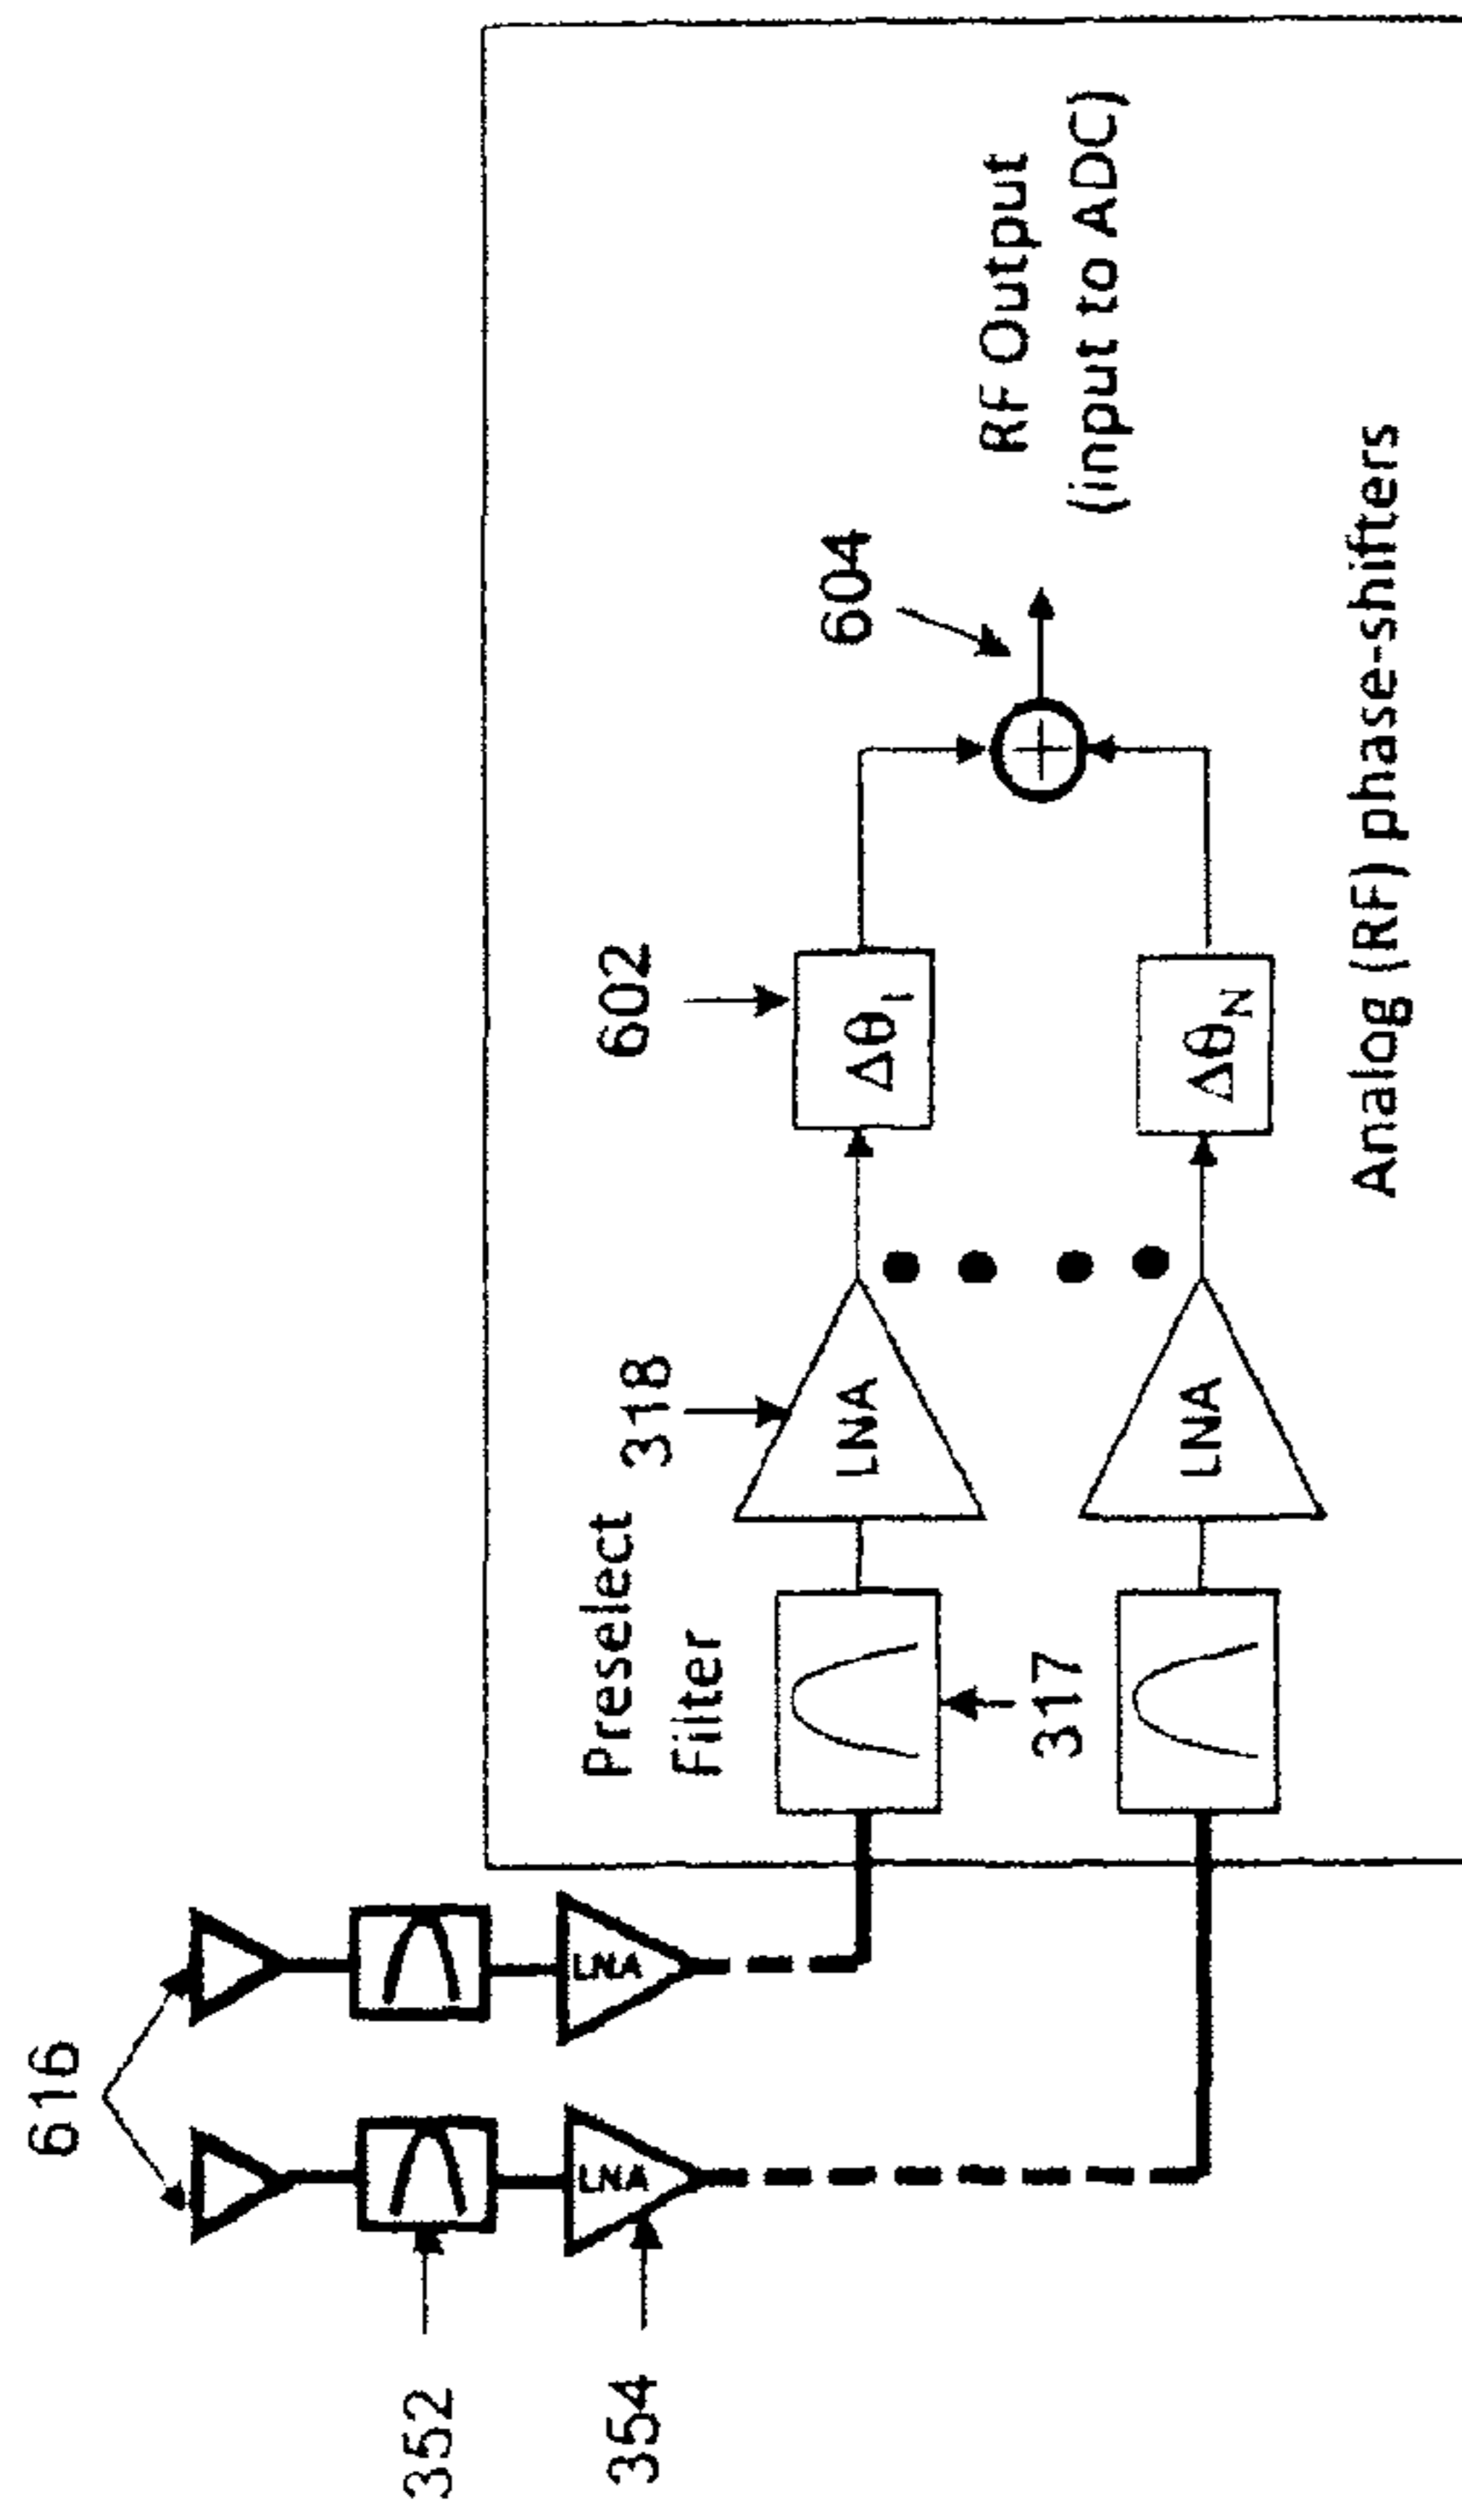 616
352
354
LNA
LNA
Preselect
filter
317
318
LNA
LNA
602
Δθ₁
Δθ_N
604
RF Output
(input to ADC)
Analog (RF) phase-shifters